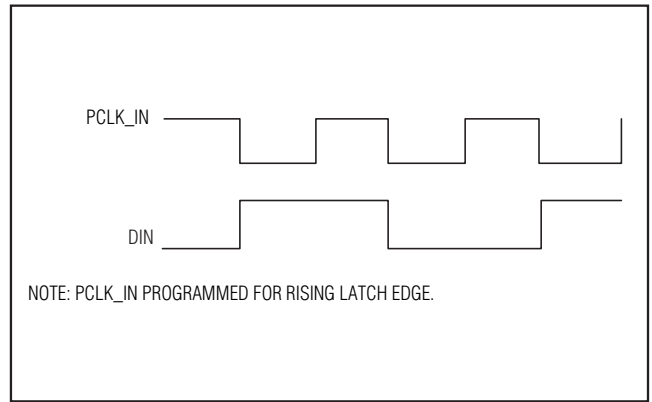 PCLK_IN
DIN
NOTE: PCLK_IN PROGRAMMED FOR RISING LATCH EDGE.